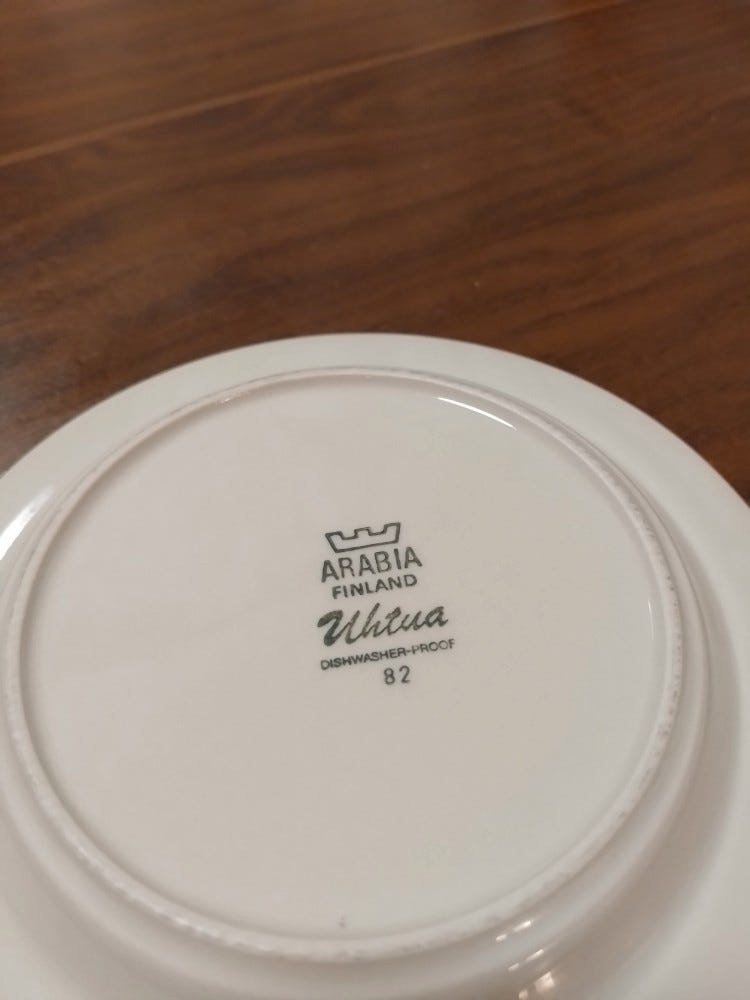 ARABIA
FINLAND
Uhtua
DISHWASHER-PROOF
82